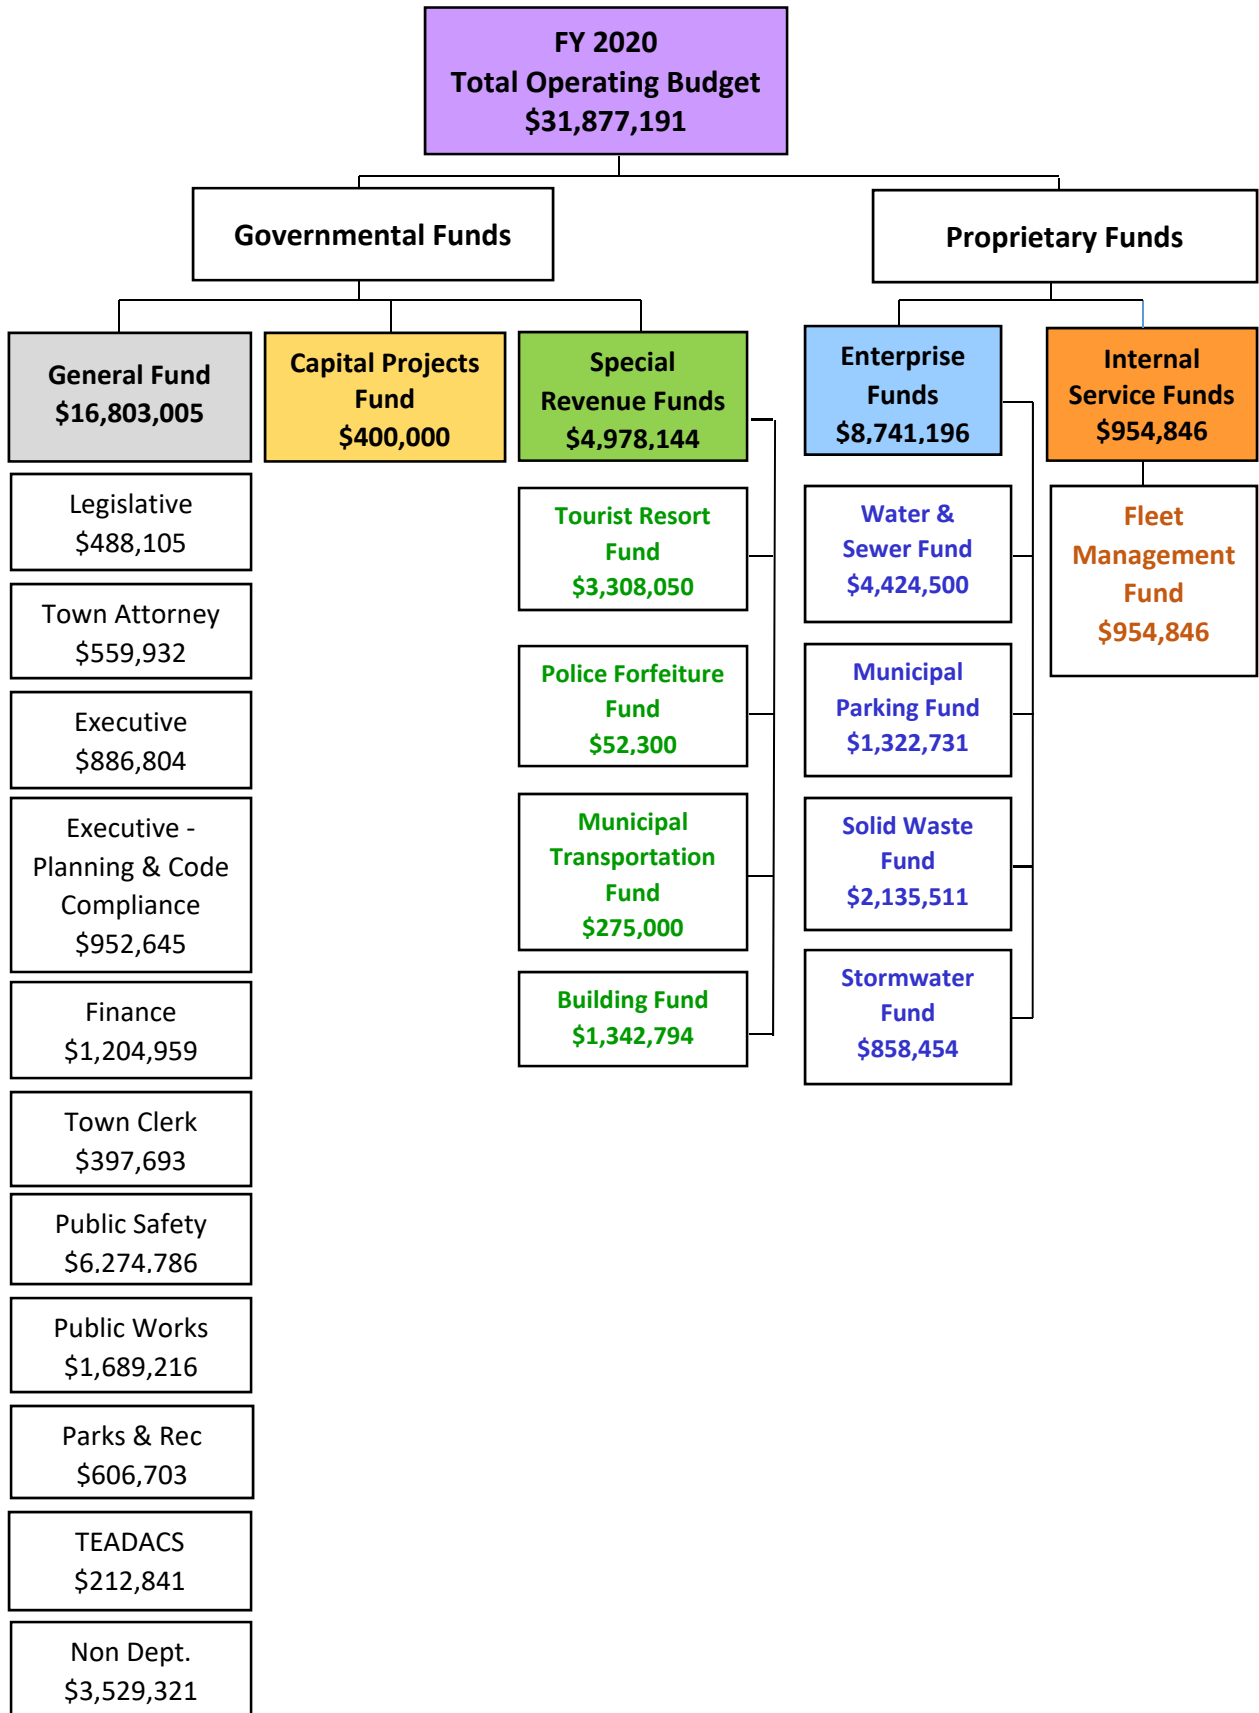 FY 2020
Total Operating Budget
$31,877,191
Governmental Funds
Proprietary Funds
General Fund
$16,803,005
Capital Projects
Fund
$400,000
Special
Revenue Funds
$4,978,144
Enterprise
Funds
$8,741,196
Internal
Service Funds
$954,846
Legislative
$488,105
Town Attorney
$559,932
Executive
$886,804
Executive -
Planning & Code
Compliance
$952,645
Finance
$1,204,959
Town Clerk
$397,693
Public Safety
$6,274,786
Public Works
$1,689,216
Parks & Rec
$606,703
TEADACS
$212,841
Non Dept.
$3,529,321
Tourist Resort
Fund
$3,308,050
Police Forfeiture
Fund
$52,300
Municipal
Transportation
Fund
$275,000
Building Fund
$1,342,794
Water &
Sewer Fund
$4,424,500
Municipal
Parking Fund
$1,322,731
Solid Waste
Fund
$2,135,511
Stormwater
Fund
$858,454
Fleet
Management
Fund
$954,846